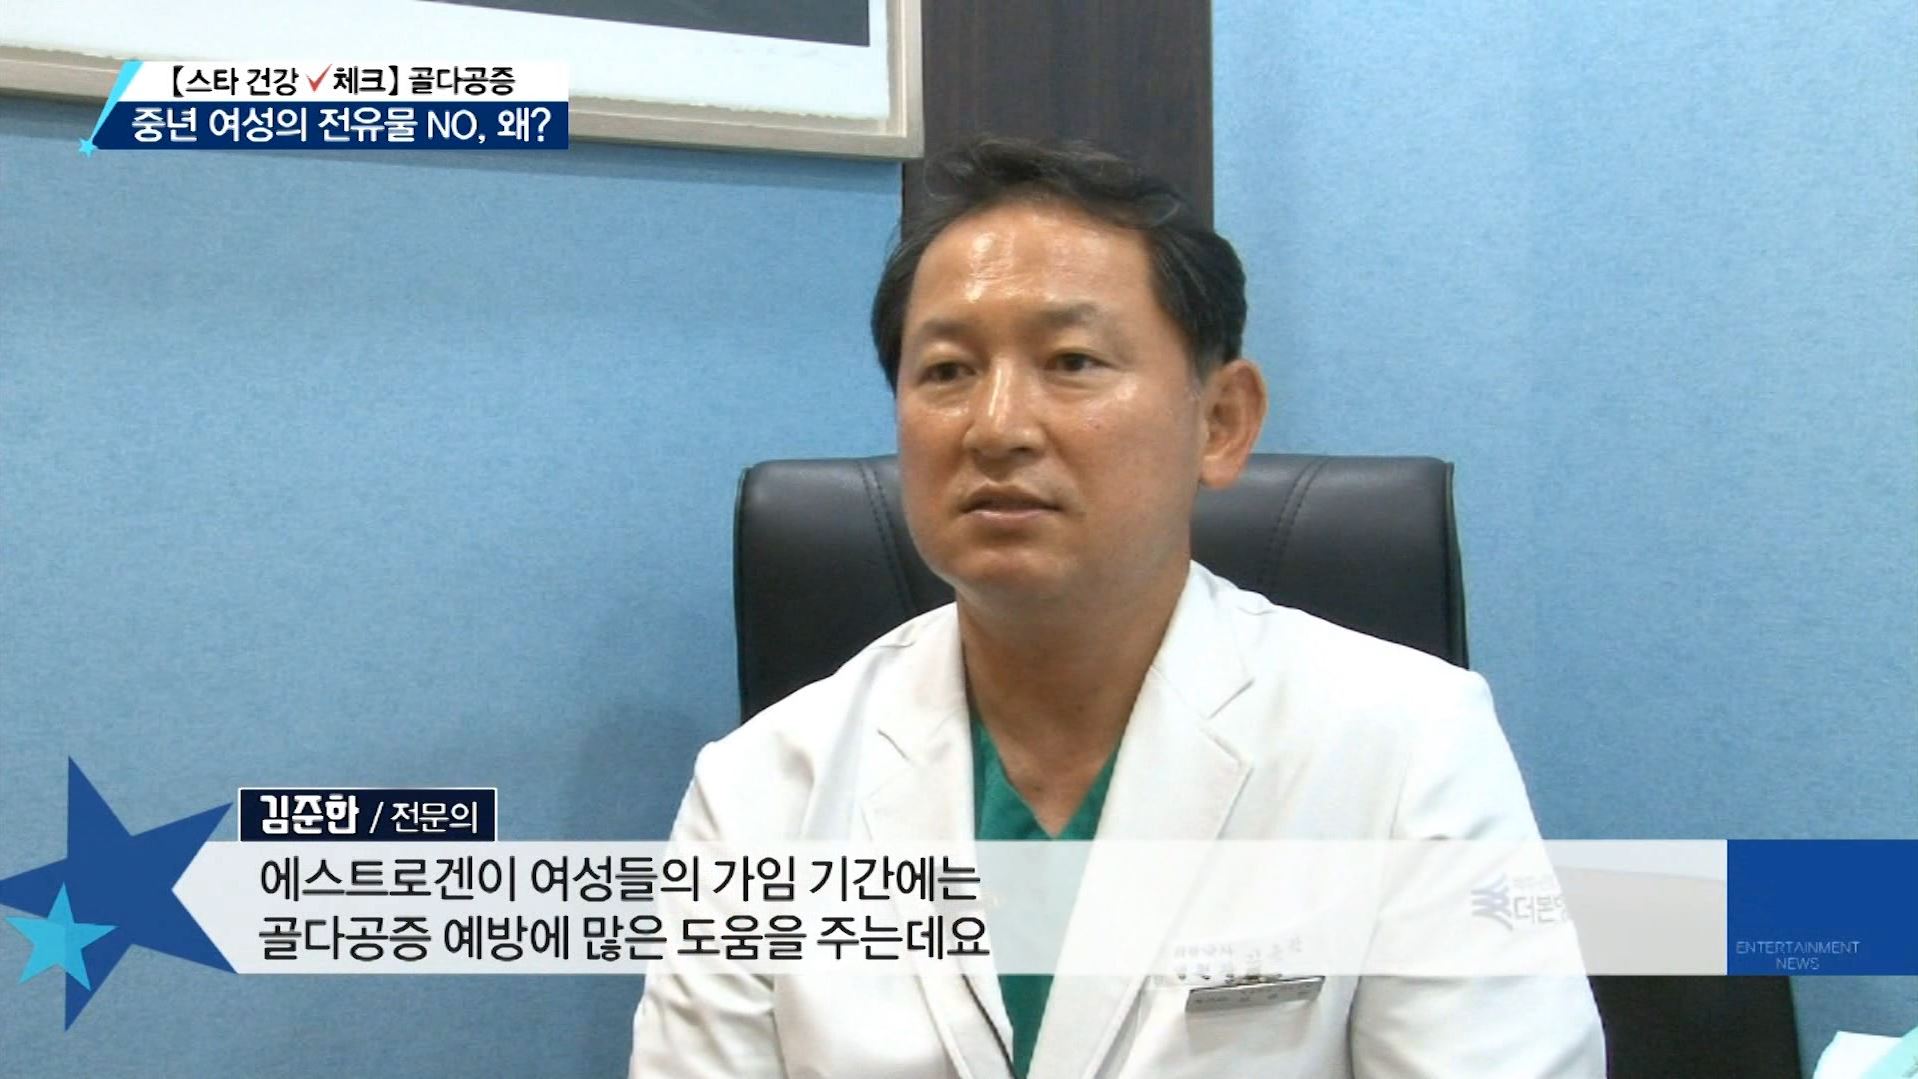 【스타 건강✓체크】 골다공증
중년 여성의 전유물 NO, 왜?
김준한 / 전문의
에스트로겐이 여성들의 가임 기간에는
골다공증 예방에 많은 도움을 주는데요
더본병
ENTERTAINMENT
NEWS